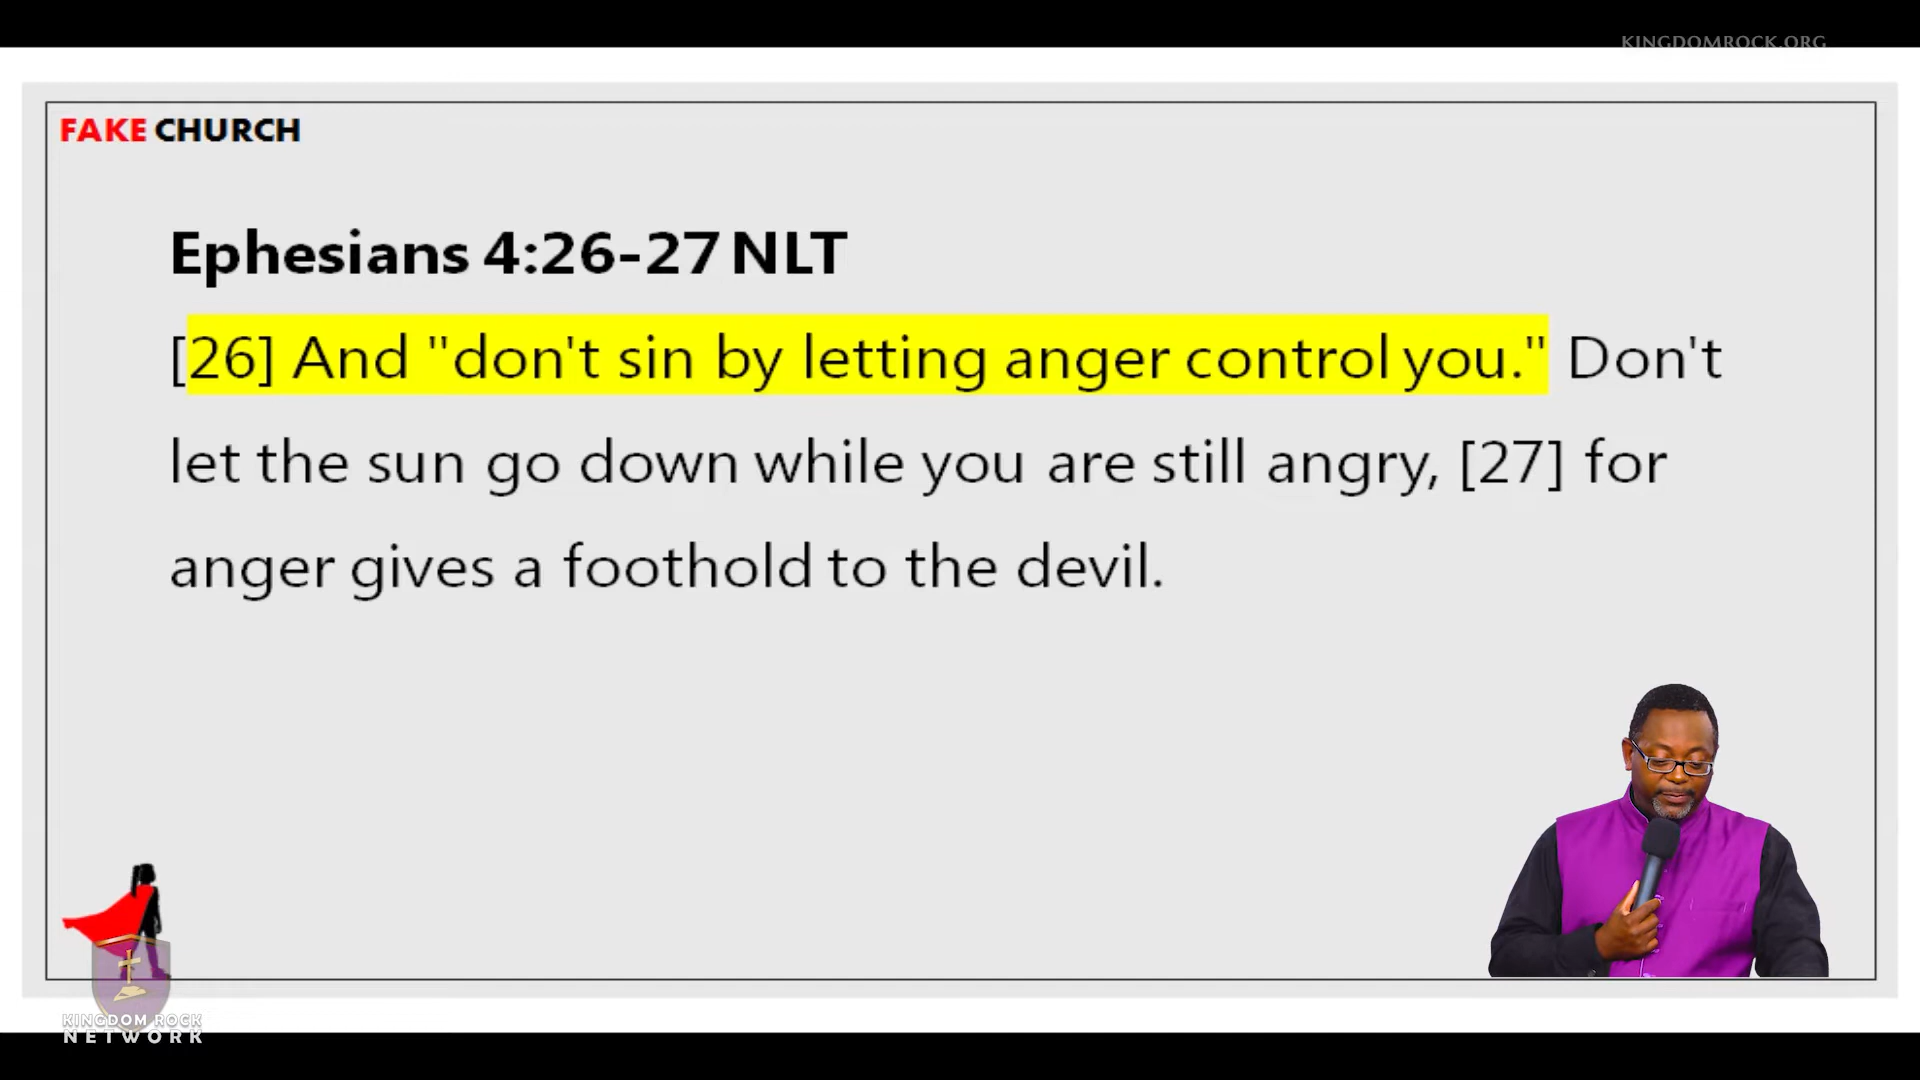 KINGDOMROCK.ORG
FAKE CHURCH
Ephesians 4:26-27 NLT
[26] And "don't sin by letting anger control you." Don't
let the sun go down while you are still angry, [27] for
anger gives a foothold to the devil.
KINGDOM ROCK
NETWORK